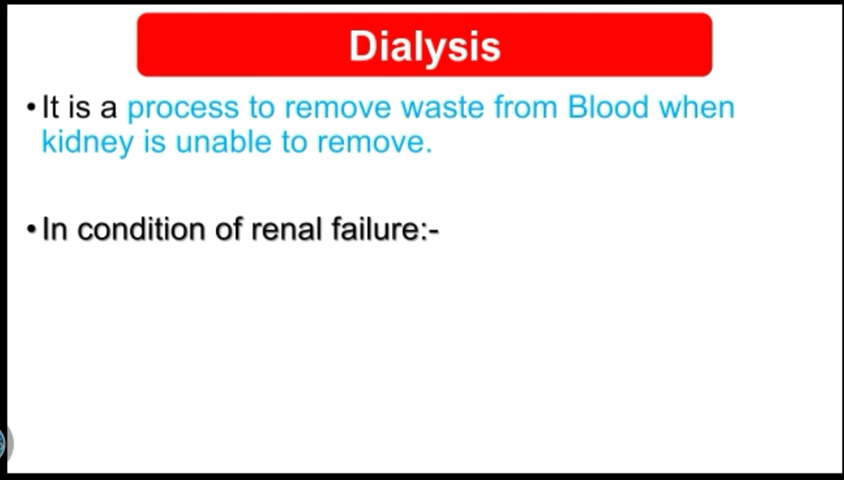 Dialysis
•It is a process to remove waste from Blood when
kidney is unable to remove.
•In condition of renal failure:-